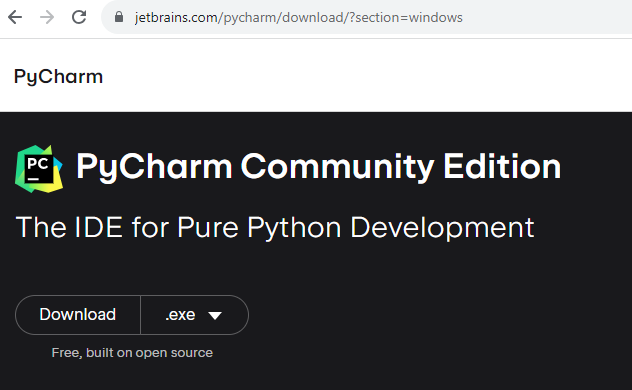 jetbrains.com/pycharm/download/?section=windows
PyCharm
PC
PyCharm Community Edition
The IDE for Pure Python Development
Download .exe
Free, built on open source